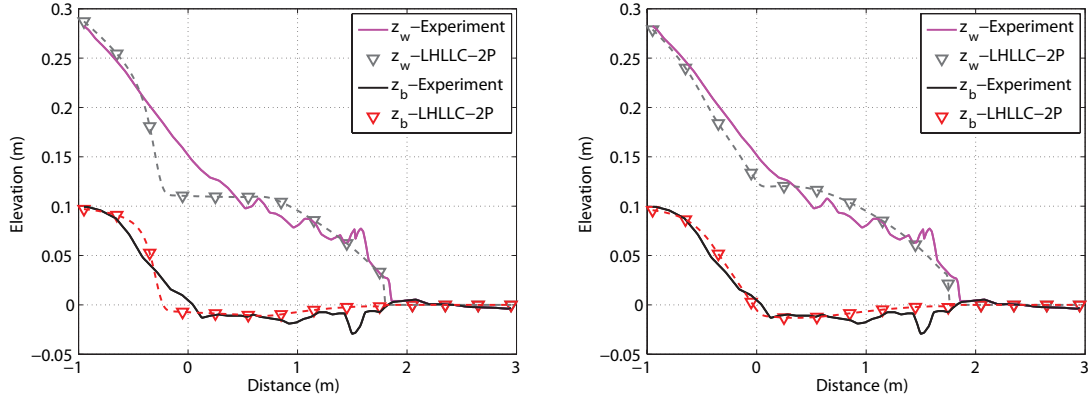 0.3
0.25
0.2
0.15
0.1
0.05
0
−0.05
Elevation (m)
−1
0
1
2
3
Distance (m)
z_w−Experiment
z_w−LHLLC−2P
z_b−Experiment
z_b−LHLLC−2P
0.3
0.25
0.2
0.15
0.1
0.05
0
−0.05
Elevation (m)
−1
0
1
2
3
Distance (m)
z_w−Experiment
z_w−LHLLC−2P
z_b−Experiment
z_b−LHLLC−2P